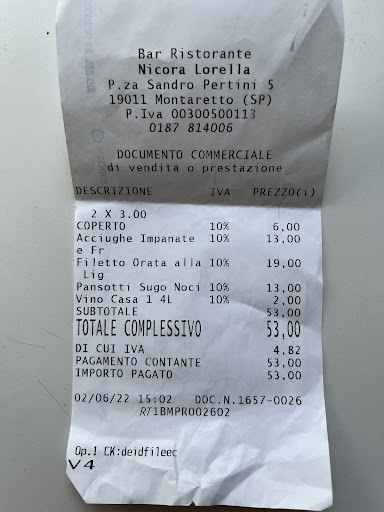 Bar Ristorante
Nicora Lorella
P.za Sandro Pertini 5
19011 Montaretto (SP)
P.Iva 00300500113
0187 814006
DOCUMENTO COMMERCIALE
di vendita o prestazione
DESCRIZIONE IVA PREZZO(i)
2 X 3.00
COPERTO 10% 6,00
Acciughe Impanate 10% 13,00
e Fr
Filetto Orata alla 10% 19,00
Lig
Pansotti Sugo Noci 10% 13,00
Vino Casa 1 4L 10% 2,00
SUBTOTALE 53,00
TOTALE COMPLESSIVO 53,00
DI CUI IVA 4,82
PAGAMENTO CONTANTE 53,00
IMPORTO PAGATO 53,00
02/06/22 15:02 DOC.N.1657-0026
RT1BMPR002602
Op.1 CK:deidfileec
V4